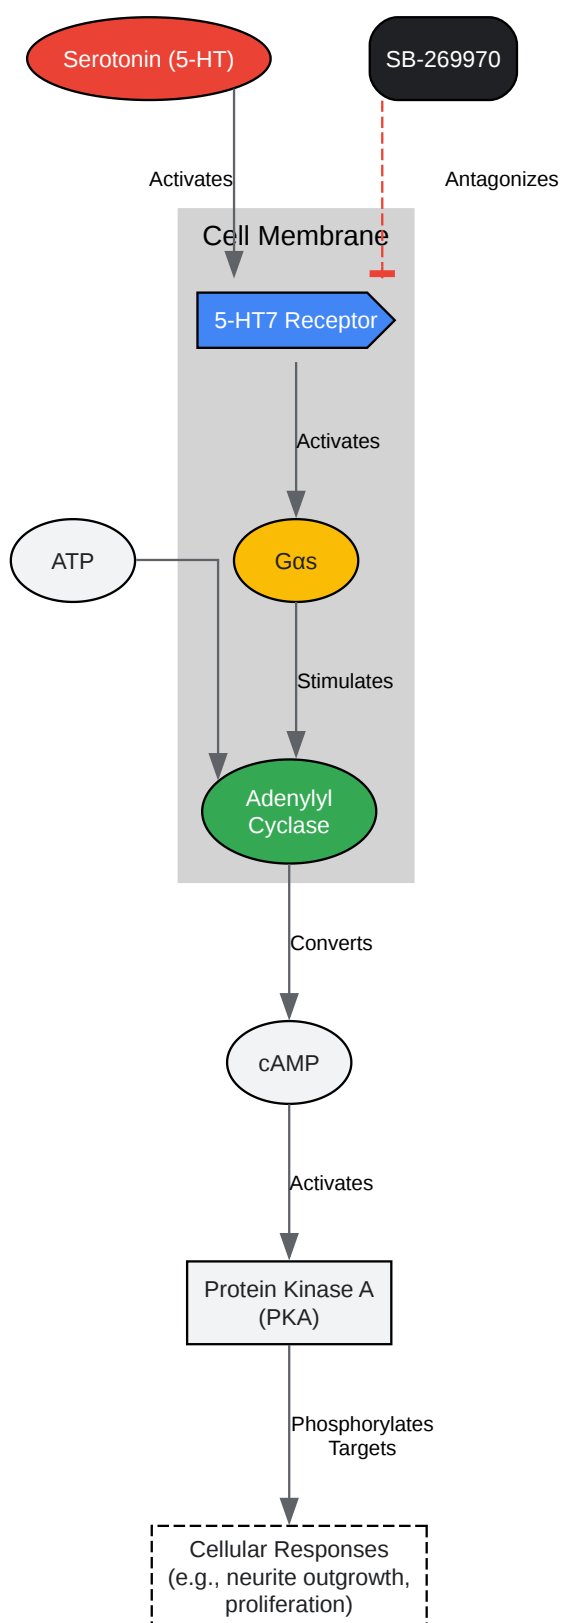 Serotonin (5-HT)
SB-269970
Activates
Antagonizes
Cell Membrane
5-HT7 Receptor
Activates
ATP
Gαs
Stimulates
Adenylyl
Cyclase
Converts
cAMP
Activates
Protein Kinase A
(PKA)
Phosphorylates
Targets
Cellular Responses
(e.g., neurite outgrowth,
proliferation)